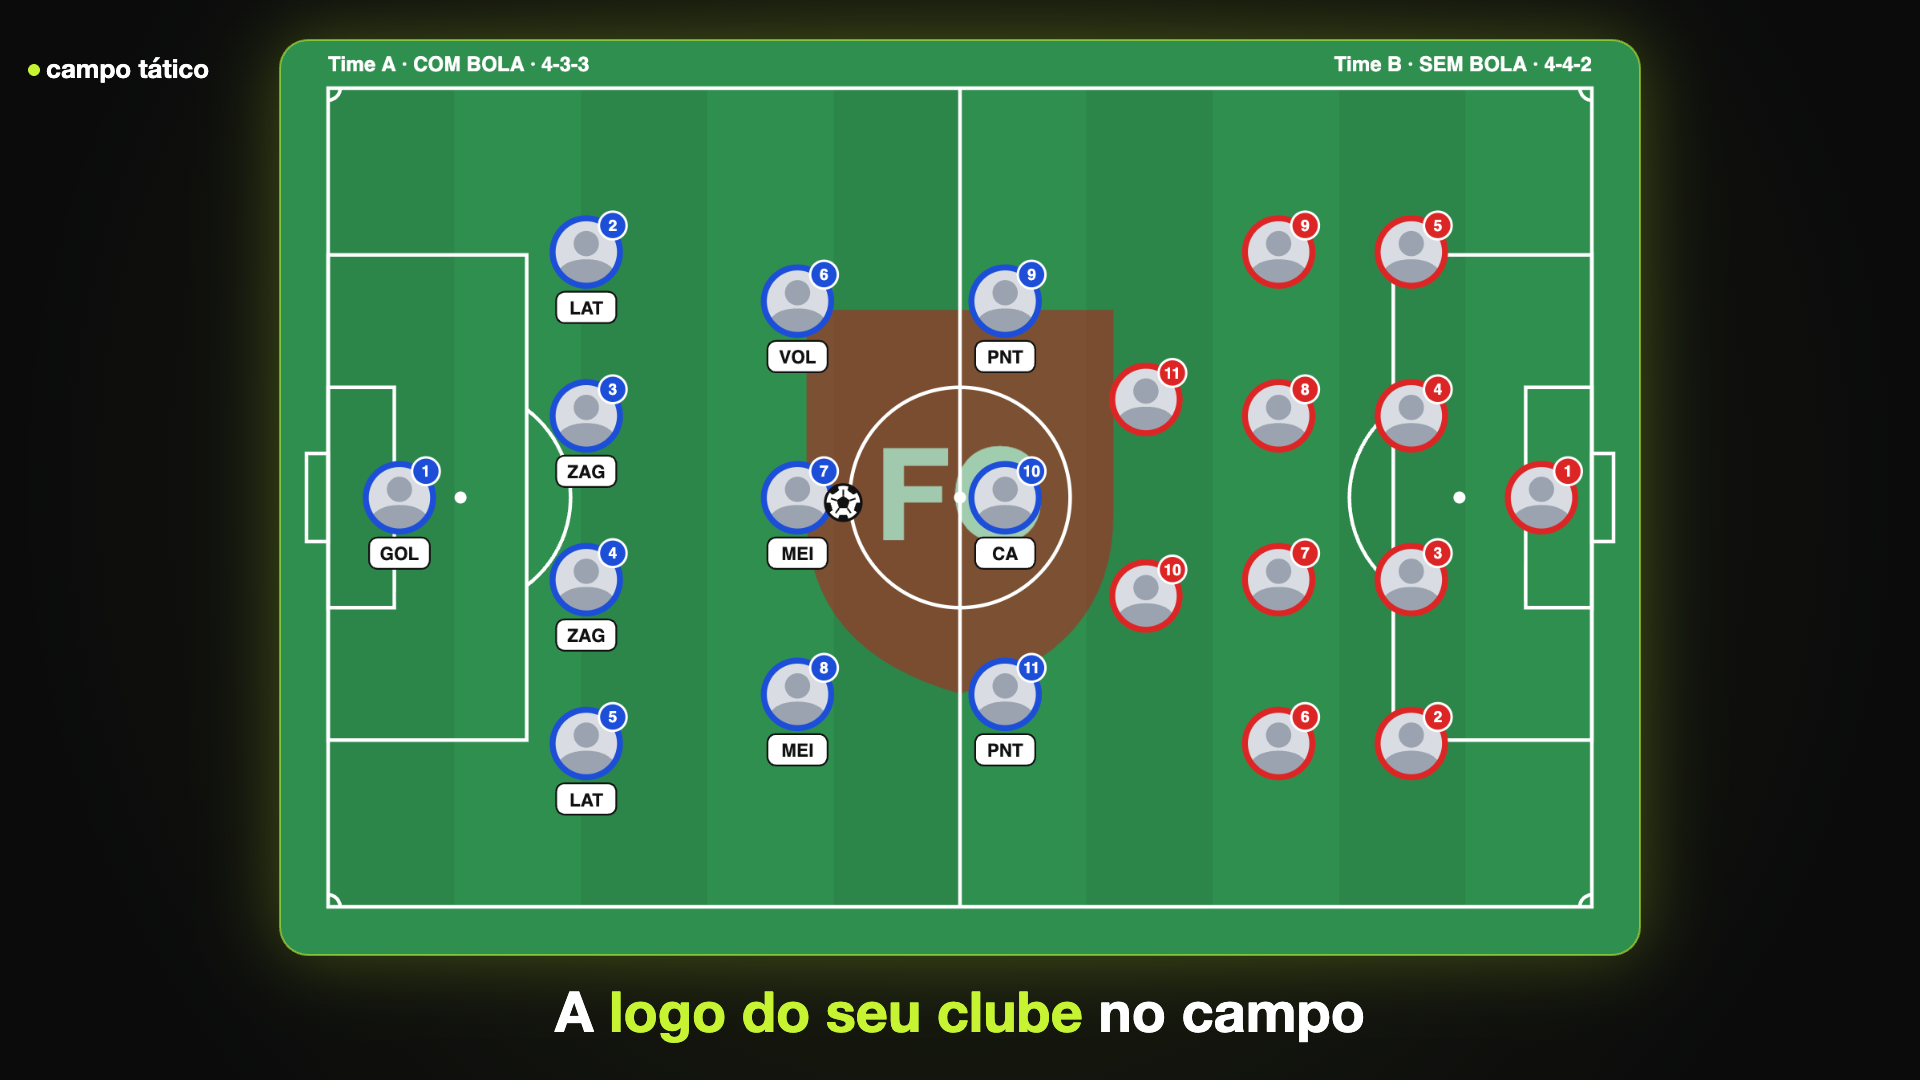 campo tático
Time A · COM BOLA · 4-3-3
Time B · SEM BOLA · 4-4-2
2
LAT
6
VOL
9
PNT
9
5
3
ZAG
11
8
4
1
GOL
7
MEI
FC
10
CA
1
4
ZAG
10
7
3
8
MEI
11
PNT
5
LAT
6
2
A logo do seu clube no campo